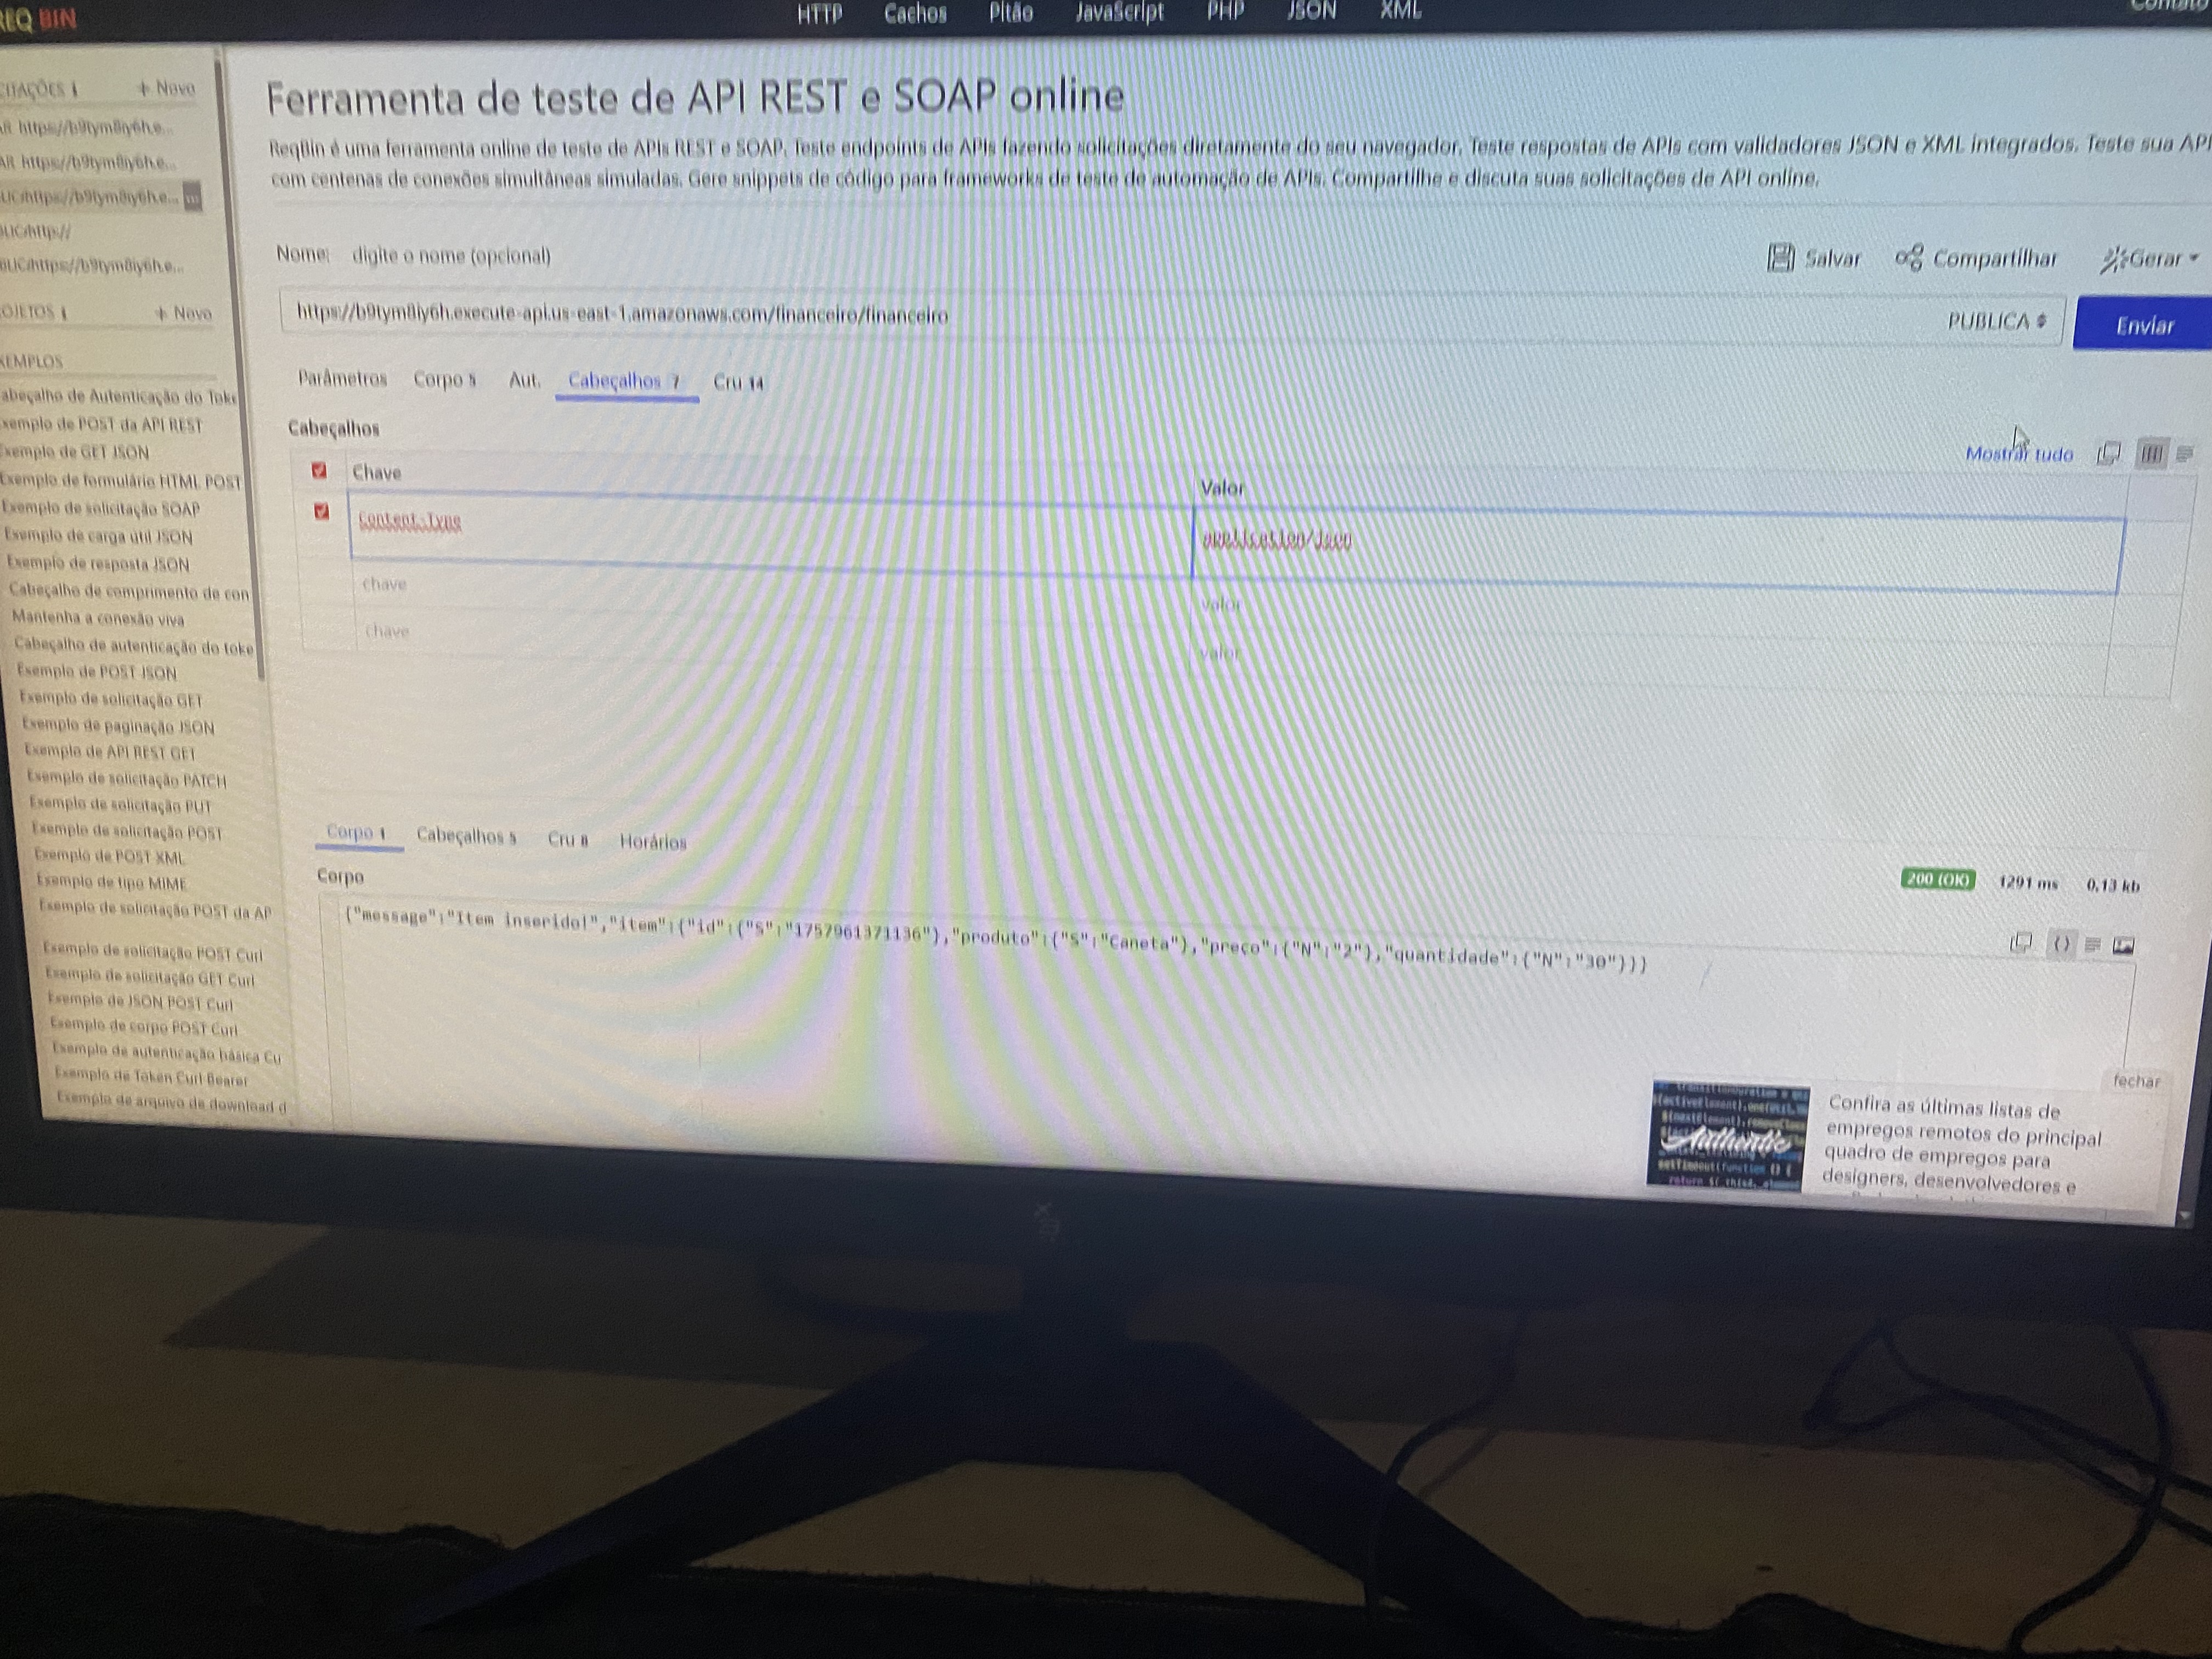 REQ BIN
HTTP Cachos Pitão JavaScript PHP JSON XML Contato
CITAÇÕES + Novo
https://b9tym8iy6h.e...
https://b9tym8iy6h.e...
https://b9tym8iy6h.e...
http://
https://b9tym8iy6h.e...
OJETOS + Novo
XEMPLOS
abeçalho de Autenticação do Toke
xemplo de POST da API REST
xemplo de GET JSON
Exemplo de formulário HTML POST
Exemplo de solicitação SOAP
Exemplo de carga útil JSON
Exemplo de resposta JSON
Cabeçalho de comprimento de con
Mantenha a conexão viva
Cabeçalho de autenticação do toke
Exemplo de POST JSON
Exemplo de solicitação GET
Exemplo de paginação JSON
Exemplo de API REST GET
Exemplo de solicitação PATCH
Exemplo de solicitação PUT
Exemplo de solicitação POST
Exemplo de POST XML
Exemplo de tipo MIME
Exemplo de solicitação POST da AP
Exemplo de solicitação POST Curl
Exemplo de solicitação GET Curl
Exemplo de JSON POST Curl
Exemplo de corpo POST Curl
Exemplo de autenticação básica Cu
Exemplo de Token Curl Bearer
Exemplo de arquivo de download d
Ferramenta de teste de API REST e SOAP online
ReqBin é uma ferramenta online de teste de APIs REST e SOAP. Teste endpoints de APIs fazendo solicitações diretamente do seu navegador. Teste respostas de APIs com validadores JSON e XML integrados. Teste sua API
com centenas de conexões simultâneas simuladas. Gere snippets de código para frameworks de teste de automação de APIs. Compartilhe e discuta suas solicitações de API online.
Nome: digite o nome (opcional) Salvar Compartilhar Gerar
https://b9tym8iy6h.execute-api.us-east-1.amazonaws.com/financeiro/financeiro PUBLICA Enviar
Parâmetros Corpo 5 Aut. Cabeçalhos 7 Cru 14
Cabeçalhos
Mostrar tudo
Chave Valor
Content-Type application/json
chave valor
chave valor
Corpo 1 Cabeçalhos 5 Cru 8 Horários
Corpo 200 (OK) 1291 ms 0,13 kb
{"message":"Item inserido!","item":{"id":{"S":"1757961371136"},"produto":{"S":"Caneta"},"preço":{"N":"2"},"quantidade":{"N":"30"}}}
fechar
Authentic
Confira as últimas listas de
empregos remotos do principal
quadro de empregos para
designers, desenvolvedores e